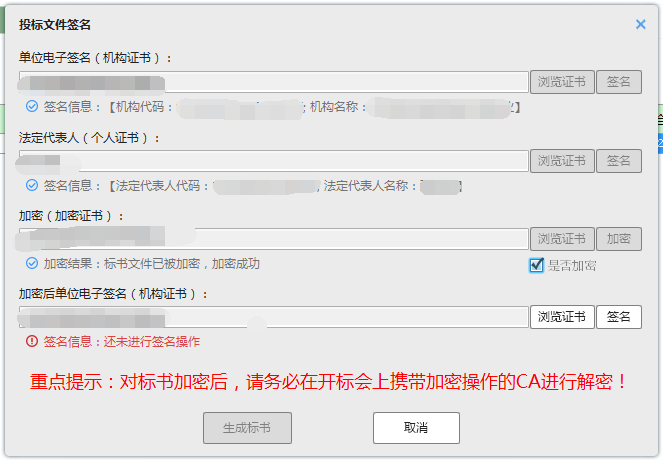 投标文件签名
单位电子签名（机构证书）：
浏览证书 签名
签名信息：【机构代码： ; 机构名称： 】
法定代表人（个人证书）：
浏览证书 签名
签名信息：【法定代表人代码： , 法定代表人名称： 】
加密（加密证书）：
浏览证书 加密
加密结果：标书文件已被加密，加密成功 是否加密
加密后单位电子签名（机构证书）：
浏览证书 签名
签名信息：还未进行签名操作
重点提示：对标书加密后，请务必在开标会上携带加密操作的CA进行解密！
生成标书 取消